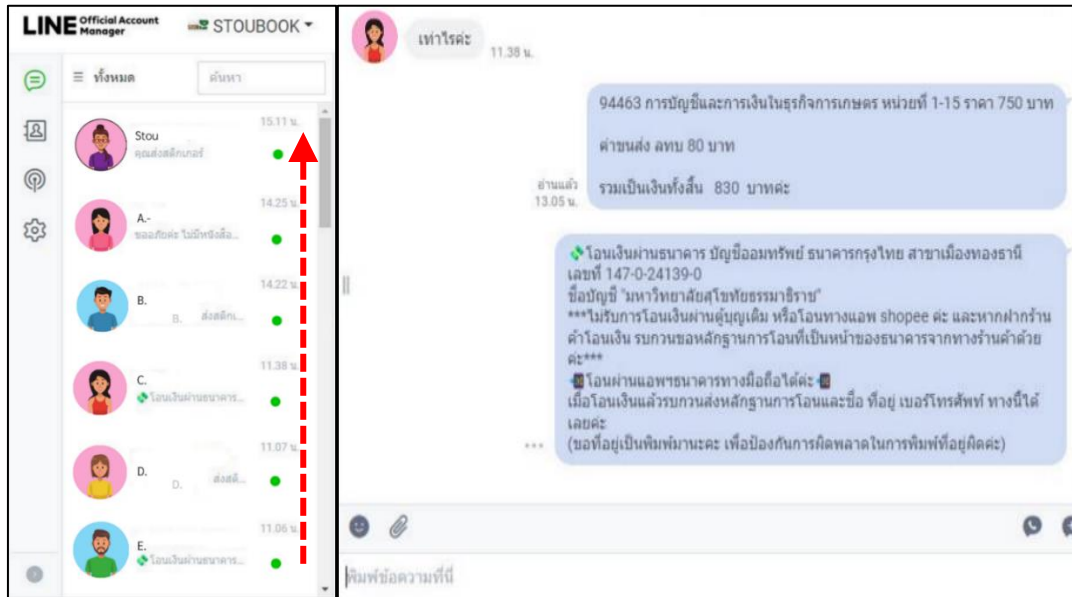 LINE Official Account Manager
STOUBOOK
ทั้งหมด
ค้นหา
Stou
15.11 น.
คุณส่งสติกเกอร์
A.-
14.25 น.
ขออภัยค่ะ ไม่มีหนังสือ...
B.
14.22 น.
B. ส่งสติกเ...
C.
11.38 น.
โอนเงินผ่านธนาคาร...
D.
11.07 น.
D. ส่งสติ...
E.
11.06 น.
โอนเงินผ่านธนาคาร...
เท่าไรค่ะ
11.38 น.
94463 การบัญชีและการเงินในธุรกิจการเกษตร หน่วยที่ 1-15 ราคา 750 บาท
ค่าขนส่ง ลทบ 80 บาท
รวมเป็นเงินทั้งสิ้น 830 บาทค่ะ
อ่านแล้ว
13.05 น.
โอนเงินผ่านธนาคาร บัญชีออมทรัพย์ ธนาคารกรุงไทย สาขาเมืองทองธานี
เลขที่ 147-0-24139-0
ชื่อบัญชี "มหาวิทยาลัยสุโขทัยธรรมาธิราช"
***ไม่รับการโอนเงินผ่านตู้บุญเติม หรือโอนทางแอพ shopee ค่ะ และหากฝากร้าน
ค้าโอนเงิน รบกวนขอหลักฐานการโอนที่เป็นหน้าของธนาคารจากทางร้านค้าด้วย
ค่ะ***
โอนผ่านแอพฯธนาคารทางมือถือได้ค่ะ
เมื่อโอนเงินแล้วรบกวนส่งหลักฐานการโอนและชื่อ ที่อยู่ เบอร์โทรศัพท์ ทางนี้ได้
เลยค่ะ
(ขอที่อยู่เป็นพิมพ์มานะคะ เพื่อป้องกันการผิดพลาดในการพิมพ์ที่อยู่ผิดค่ะ)
พิมพ์ข้อความที่นี่